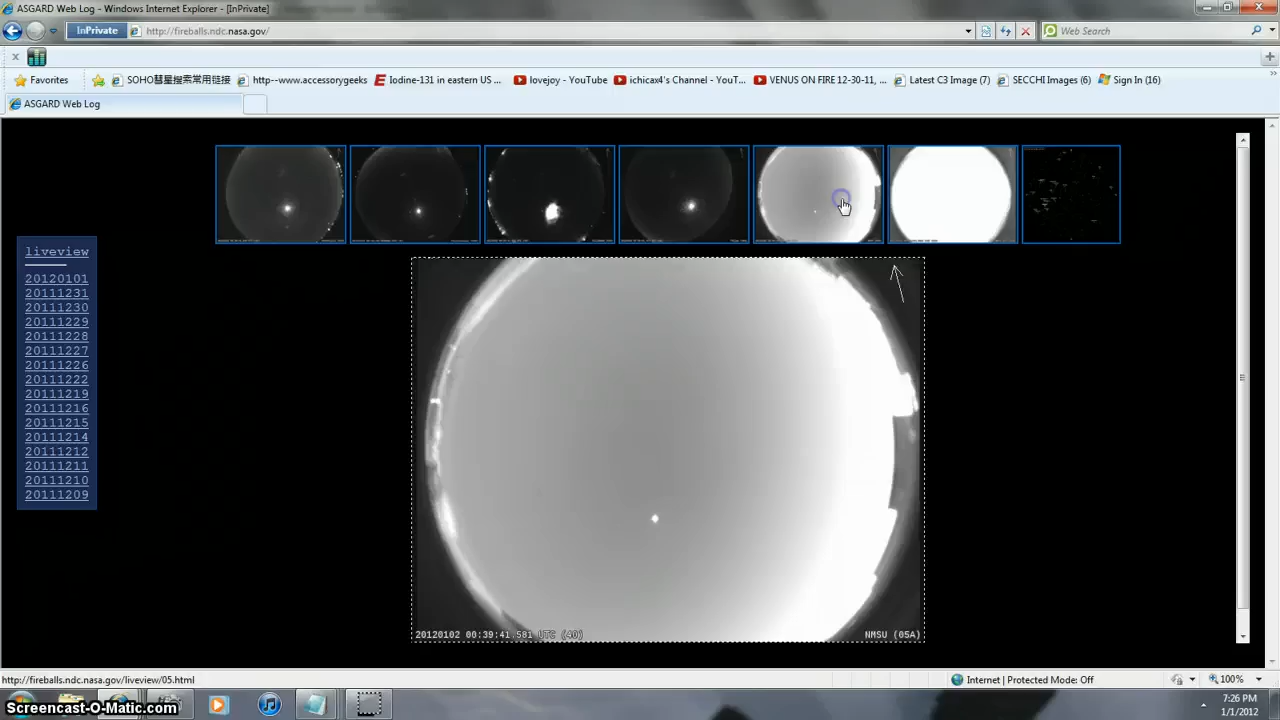 ASGARD Web Log - Windows Internet Explorer - [InPrivate]
InPrivate
http://fireballs.ndc.nasa.gov/
Web Search
Favorites
SOHO彗星搜索常用链接
http--www.accessorygeeks
Iodine-131 in eastern US ...
lovejoy - YouTube
ichicax4's Channel - YouT...
VENUS ON FIRE 12-30-11, ...
Latest C3 Image (7)
SECCHI Images (6)
Sign In (16)
ASGARD Web Log
liveview
20120101
20111231
20111230
20111229
20111228
20111227
20111226
20111222
20111219
20111216
20111215
20111214
20111212
20111211
20111210
20111209
20120102 00:39:41.581 UTC (40)
NMSU (05A)
http://fireballs.ndc.nasa.gov/liveview/05.html
Internet | Protected Mode: Off
100%
Screencast-O-Matic.com
7:26 PM
1/1/2012